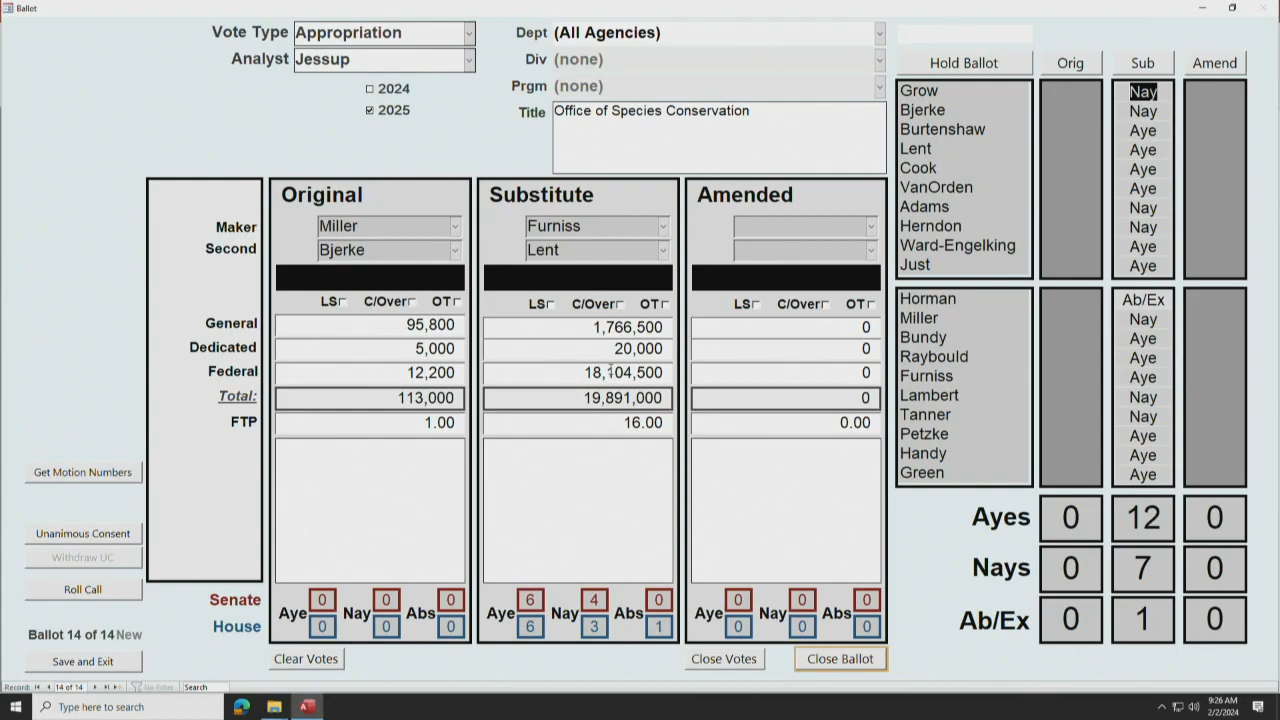 Ballot
Vote Type Appropriation
Analyst Jessup
2024
2025
Dept (All Agencies)
Div (none)
Prgm (none)
Title Office of Species Conservation
Hold Ballot Orig Sub Amend
Grow Nay
Bjerke Nay
Burtenshaw Aye
Lent Aye
Cook Aye
VanOrden Aye
Adams Nay
Herndon Nay
Ward-Engelking Aye
Just Aye
Horman Ab/Ex
Miller Nay
Bundy Aye
Raybould Aye
Furniss Aye
Lambert Nay
Tanner Nay
Petzke Aye
Handy Aye
Green Aye
Ayes 0 12 0
Nays 0 7 0
Ab/Ex 0 1 0
Original Substitute Amended
Maker Miller Furniss
Second Bjerke Lent
LS C/Over OT LS C/Over OT LS C/Over OT
General 95,800 1,766,500 0
Dedicated 5,000 20,000 0
Federal 12,200 18,104,500 0
Total: 113,000 19,891,000 0
FTP 1.00 16.00 0.00
Get Motion Numbers
Unanimous Consent
Withdraw UC
Roll Call
Ballot 14 of 14 New
Save and Exit
Senate Aye 0 Nay 0 Abs 0 Aye 6 Nay 4 Abs 0 Aye 0 Nay 0 Abs 0
House 0 0 0 6 3 1 0 0 0
Clear Votes Close Votes Close Ballot
Record: 14 of 14 No Filter Search
Type here to search
9:26 AM
2/2/2024